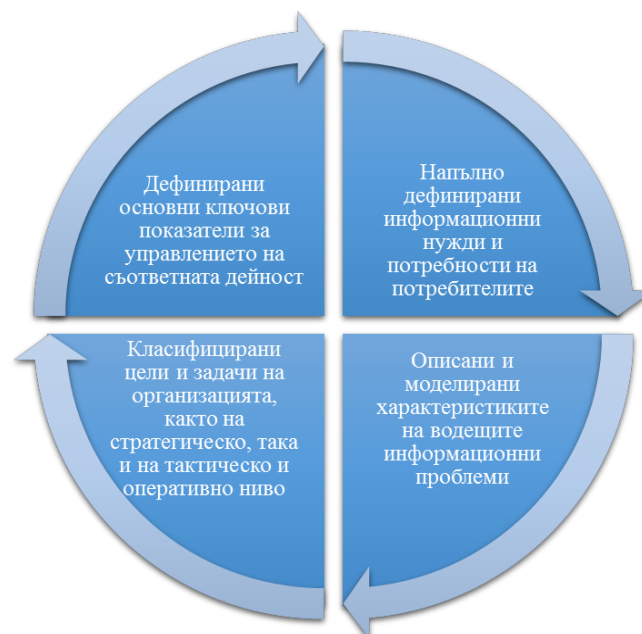 Дефинирани
основни ключови
показатели за
управлението на
съответната дейност
Напълно
дефинирани
информационни
нужди и
потребности на
потребителите
Класифицирани
цели и задачи на
организацията,
както на
стратегическо, така
и на тактическо и
оперативно ниво
Описани и
моделирани
характеристиките
на водещите
информационни
проблеми